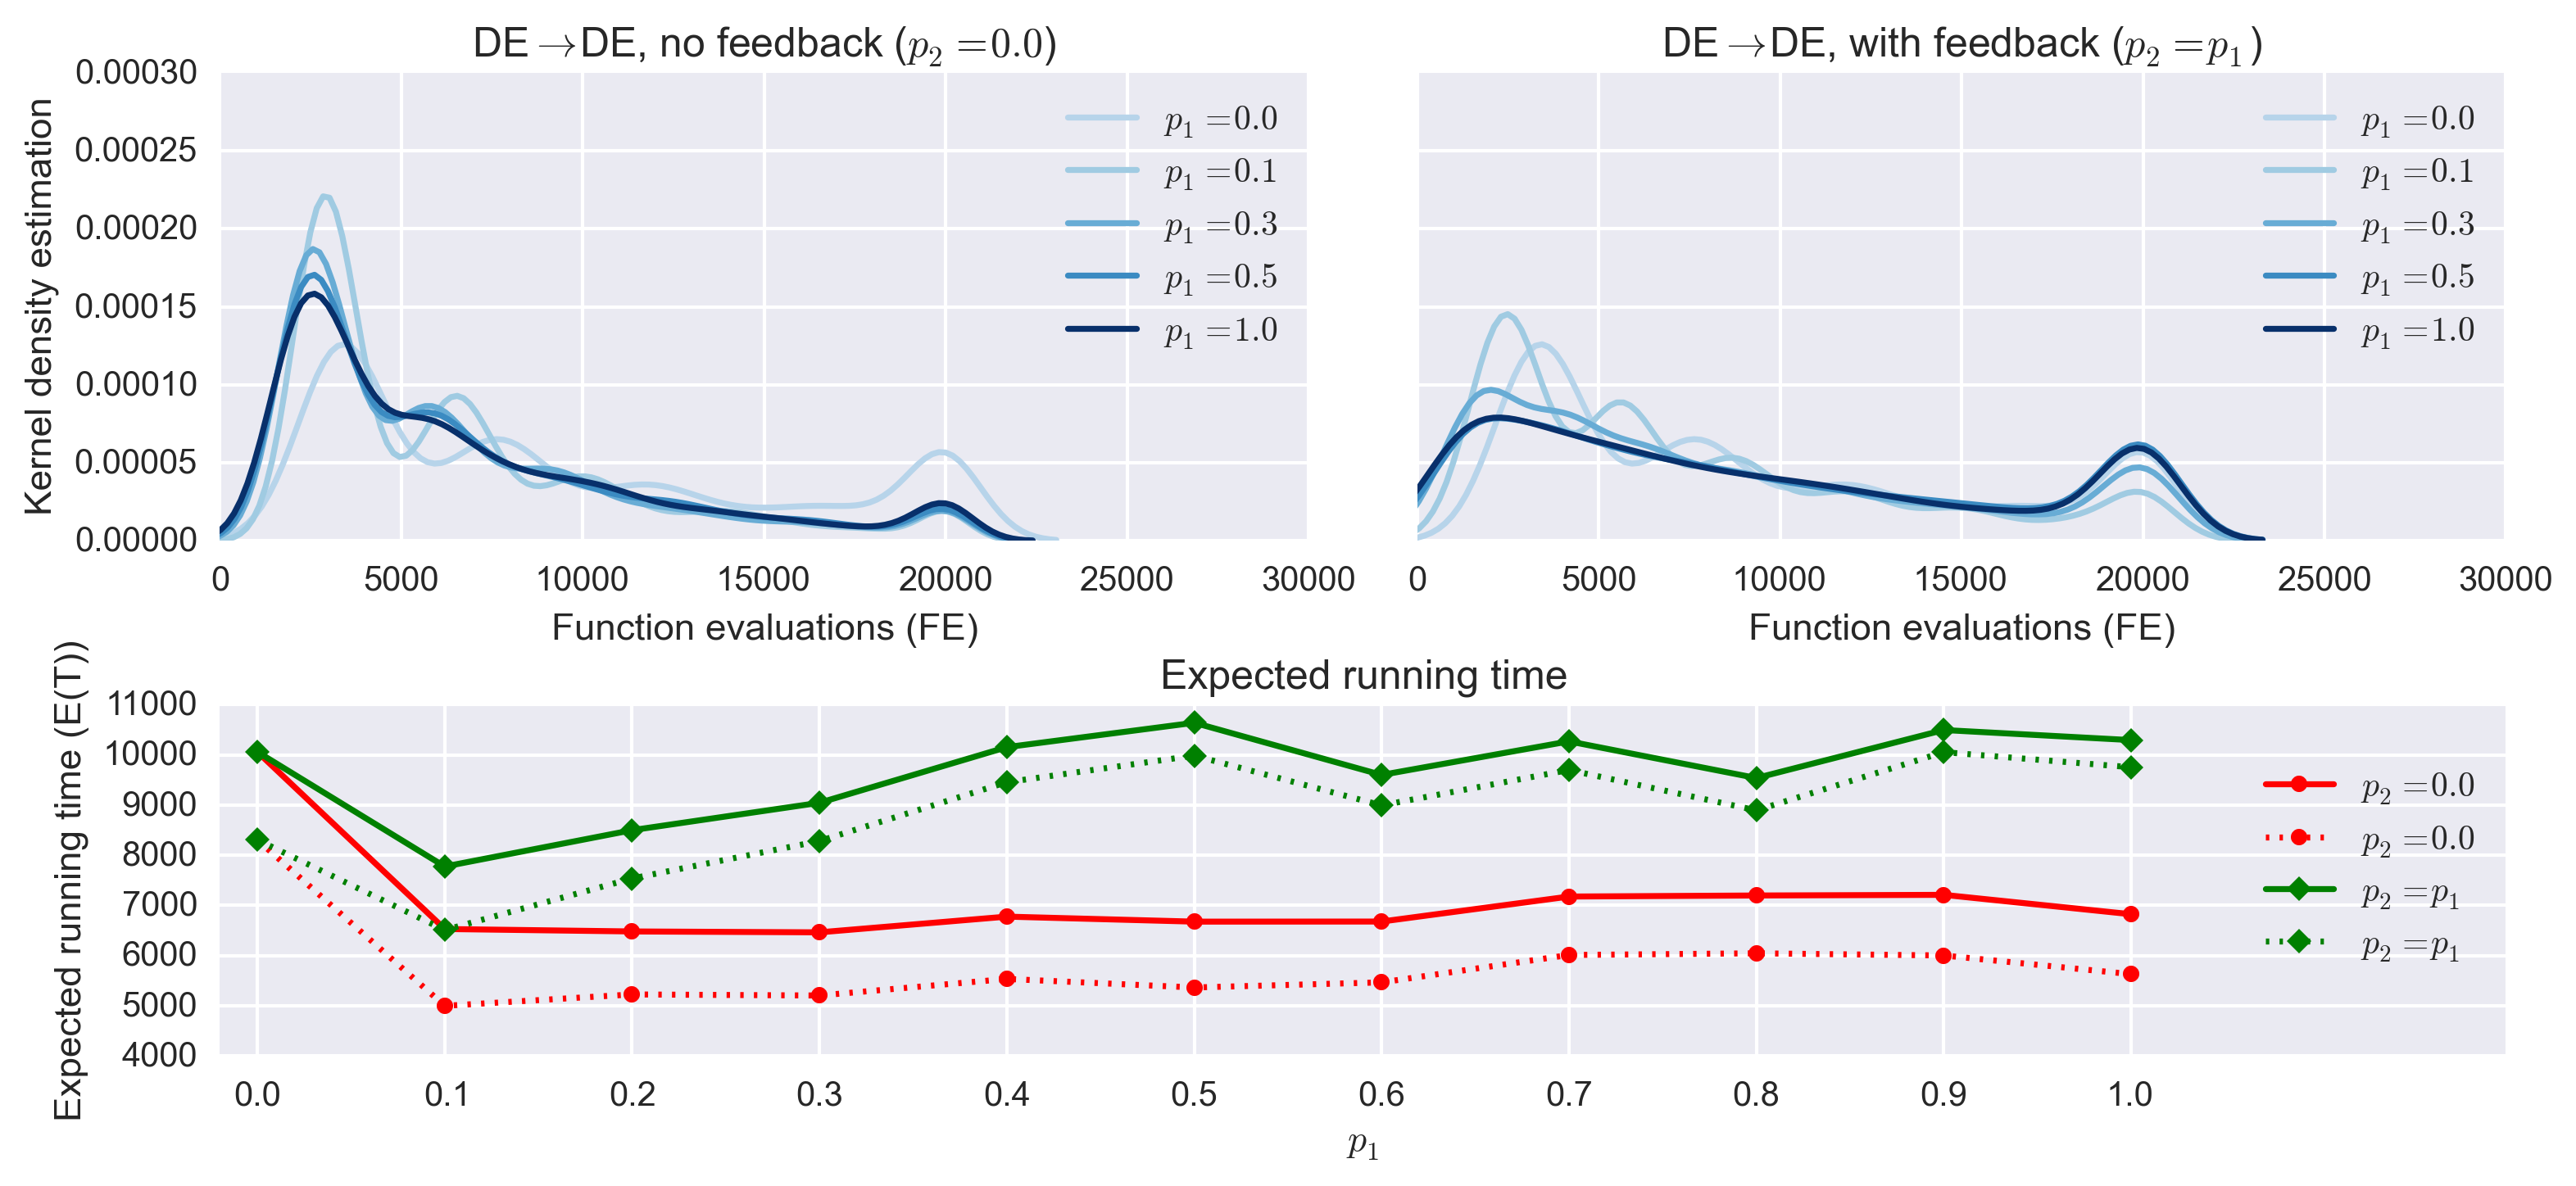 DE→DE, no feedback (p₂ = 0.0)
Kernel density estimation
0.00030
0.00025
0.00020
0.00015
0.00010
0.00005
0.00000
0 5000 10000 15000 20000 25000 30000
Function evaluations (FE)
p₁ = 0.0
p₁ = 0.1
p₁ = 0.3
p₁ = 0.5
p₁ = 1.0
DE→DE, with feedback (p₂ = p₁)
p₁ = 0.0
p₁ = 0.1
p₁ = 0.3
p₁ = 0.5
p₁ = 1.0
0 5000 10000 15000 20000 25000 30000
Function evaluations (FE)
Expected running time
Expected running time (E(T))
11000
10000
9000
8000
7000
6000
5000
4000
0.0 0.1 0.2 0.3 0.4 0.5 0.6 0.7 0.8 0.9 1.0
p₁
p₂ = 0.0
p₂ = 0.0
p₂ = p₁
p₂ = p₁